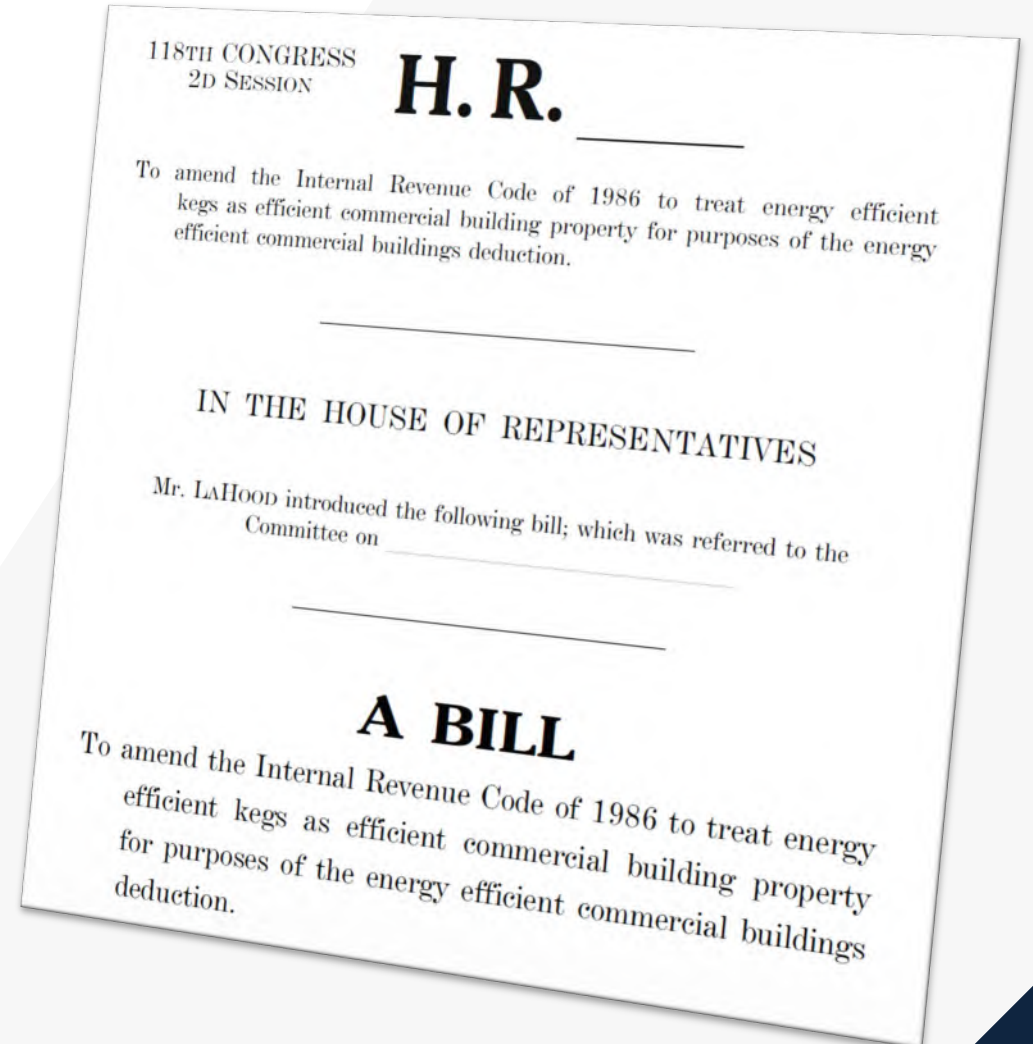 118TH CONGRESS
2D SESSION
H. R. ______
To amend the Internal Revenue Code of 1986 to treat energy efficient
kegs as efficient commercial building property for purposes of the energy
efficient commercial buildings deduction.
IN THE HOUSE OF REPRESENTATIVES
Mr. LAHOOD introduced the following bill; which was referred to the
Committee on ______
A BILL
To amend the Internal Revenue Code of 1986 to treat energy
efficient kegs as efficient commercial building property
for purposes of the energy efficient commercial buildings
deduction.